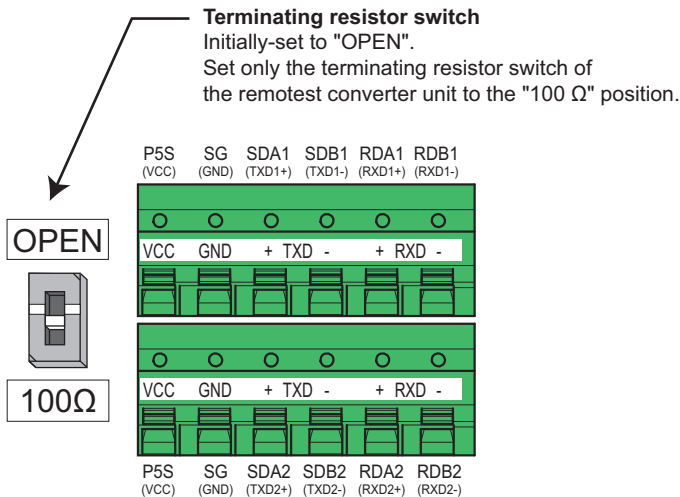 Terminating resistor switch
Initially-set to "OPEN".
Set only the terminating resistor switch of
the remotest converter unit to the "100 Ω" position.
P5S SG SDA1 SDB1 RDA1 RDB1
(VCC) (GND) (TXD1+) (TXD1-) (RXD1+) (RXD1-)
OPEN
VCC GND + TXD - + RXD -
VCC GND + TXD - + RXD -
100Ω
P5S SG SDA2 SDB2 RDA2 RDB2
(VCC) (GND) (TXD2+) (TXD2-) (RXD2+) (RXD2-)